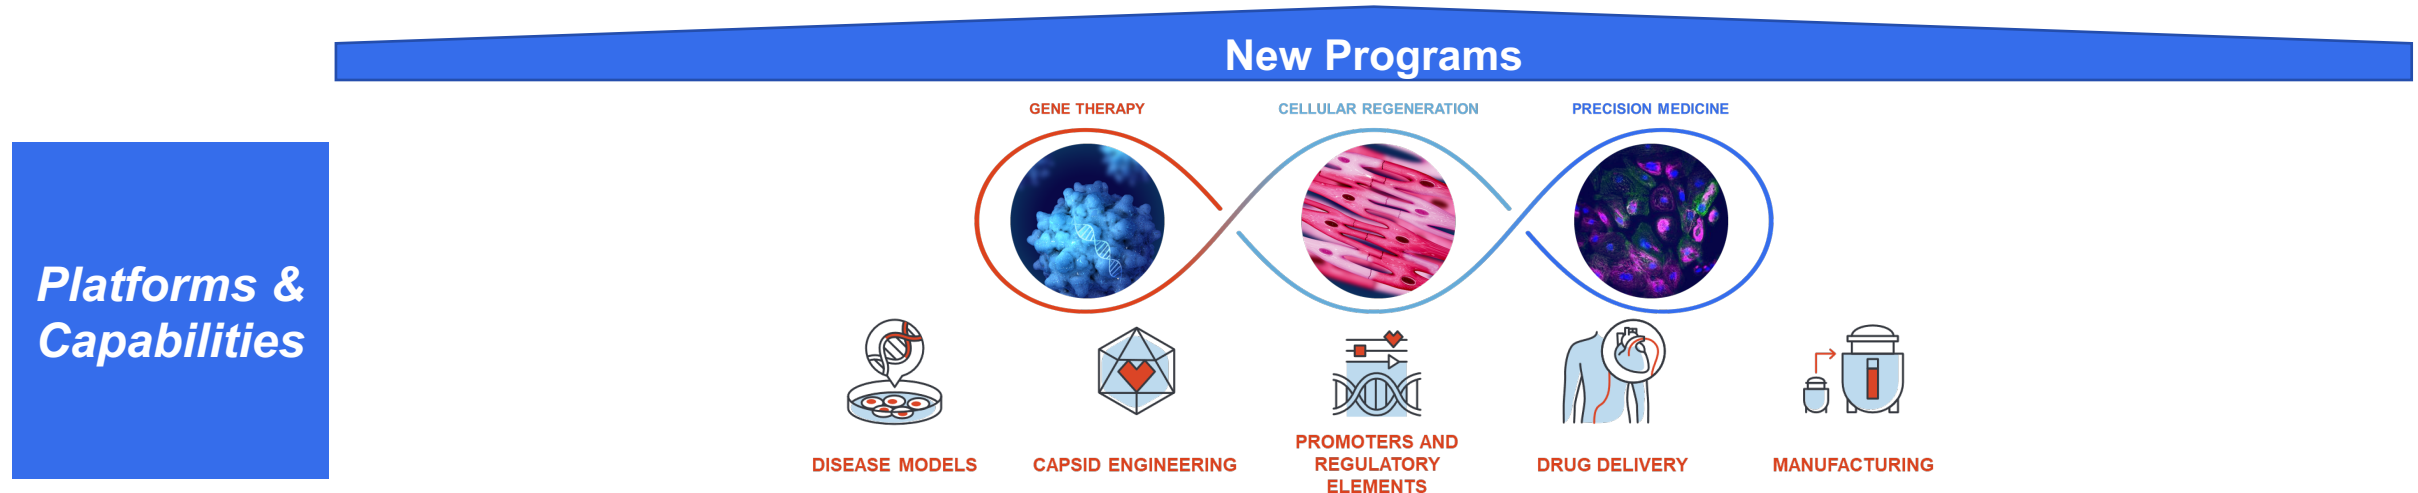 New Programs
GENE THERAPY
CELLULAR REGENERATION
PRECISION MEDICINE
Platforms &
Capabilities
DISEASE MODELS
CAPSID ENGINEERING
PROMOTERS AND
REGULATORY
ELEMENTS
DRUG DELIVERY
MANUFACTURING